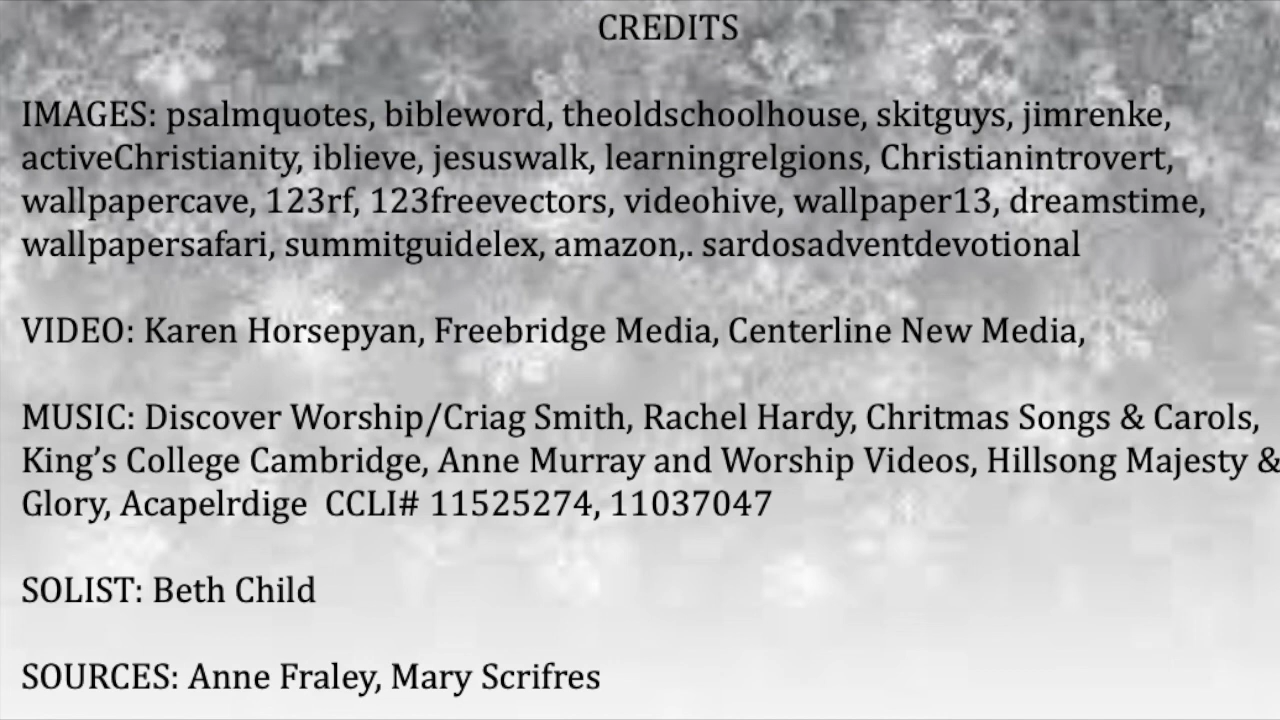 CREDITS
IMAGES: psalmquotes, bibleword, theoldschoolhouse, skitguys, jimrenke,
activeChristianity, iblieve, jesuswalk, learningrelgions, Christianintrovert,
wallpapercave, 123rf, 123freevectors, videohive, wallpaper13, dreamstime,
wallpapersafari, summitguidelex, amazon,. sardosadventdevotional
VIDEO: Karen Horsepyan, Freebridge Media, Centerline New Media,
MUSIC: Discover Worship/Criag Smith, Rachel Hardy, Chritmas Songs & Carols,
King’s College Cambridge, Anne Murray and Worship Videos, Hillsong Majesty &
Glory, Acapelrdige  CCLI# 11525274, 11037047
SOLIST: Beth Child
SOURCES: Anne Fraley, Mary Scrifres